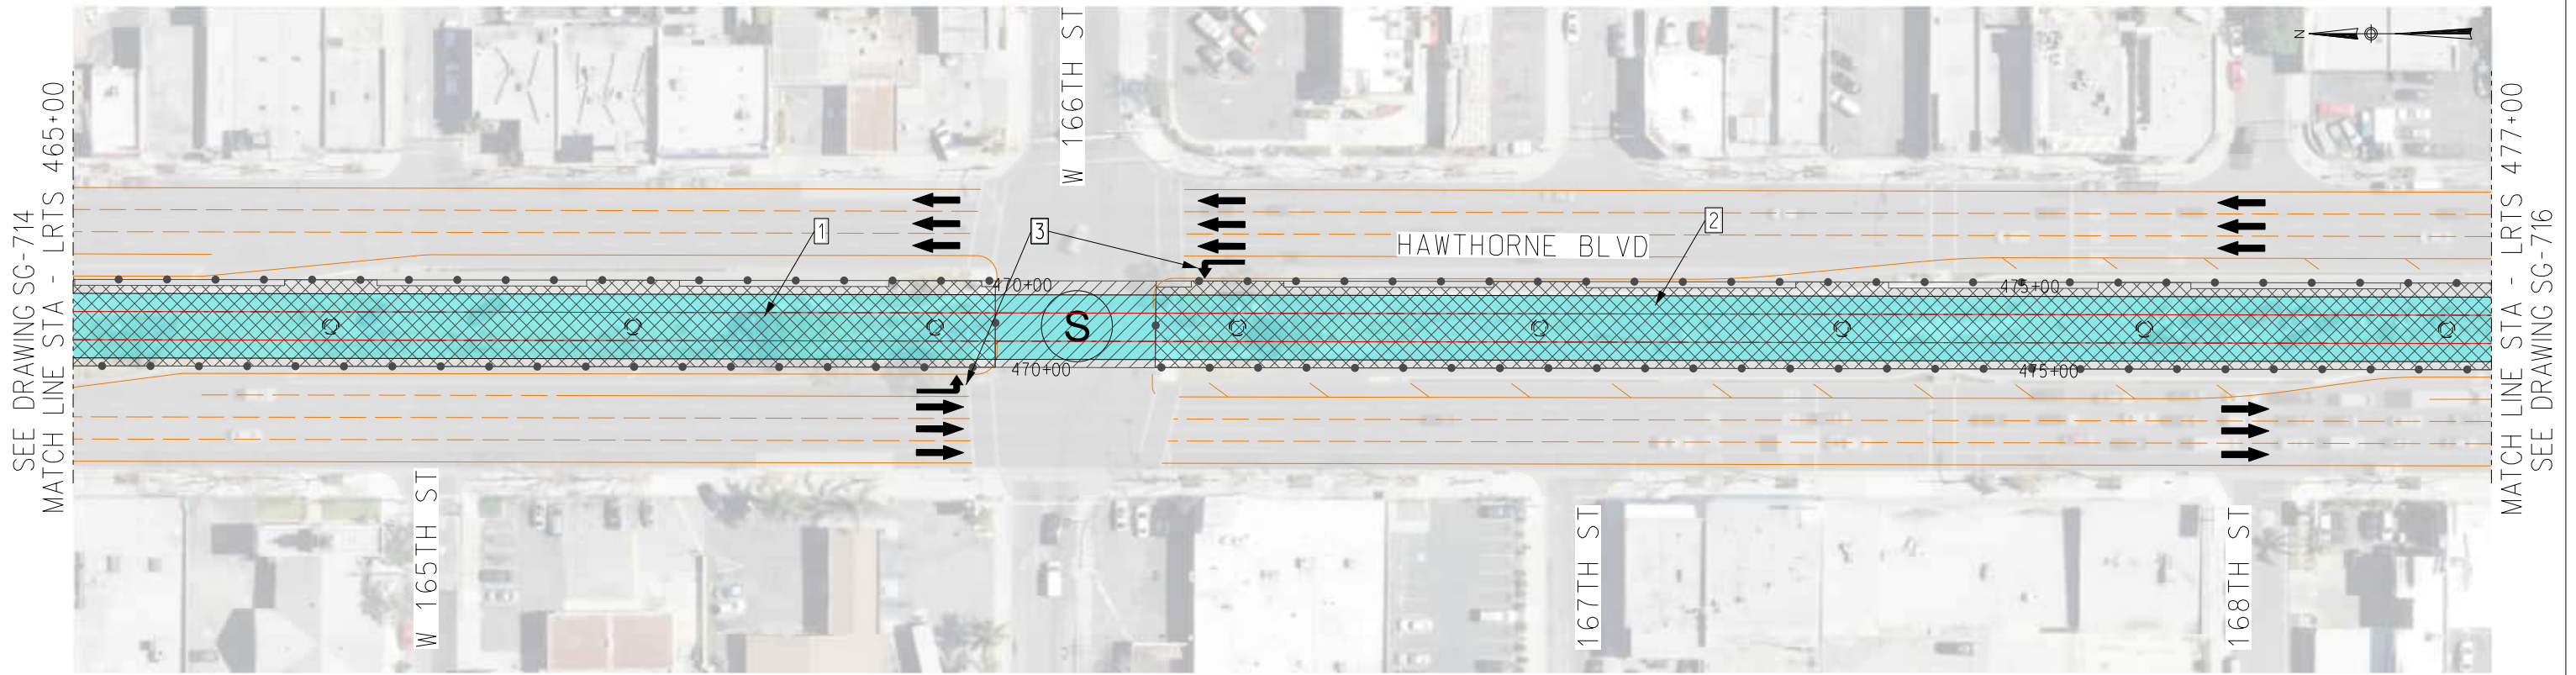 SEE DRAWING SG-714
MATCH LINE STA - LRTS 465+00
W 166TH ST
N
1
3
2
HAWTHORNE BLVD
470+00
475+00
S
470+00
475+00
W 165TH ST
167TH ST
168TH ST
MATCH LINE STA - LRTS 477+00
SEE DRAWING SG-716